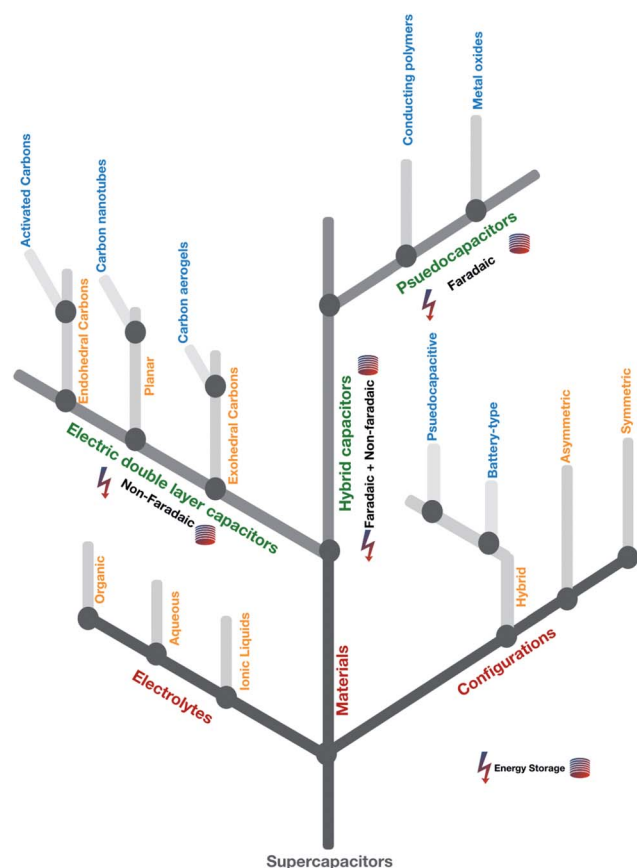 Conducting polymers
Metal oxides
Activated Carbons
Carbon nanotubes
Carbon aerogels
Endohedral Carbons
Planar
Exohedral Carbons
Electric double layer capacitors
Non-Faradaic
Psuedocapacitors
Faradaic
Hybrid capacitors
Faradaic + Non-faradaic
Psuedocapacitive
Battery-type
Asymmetric
Symmetric
Hybrid
Configurations
Organic
Aqueous
Ionic Liquids
Electrolytes
Materials
Energy Storage
Supercapacitors